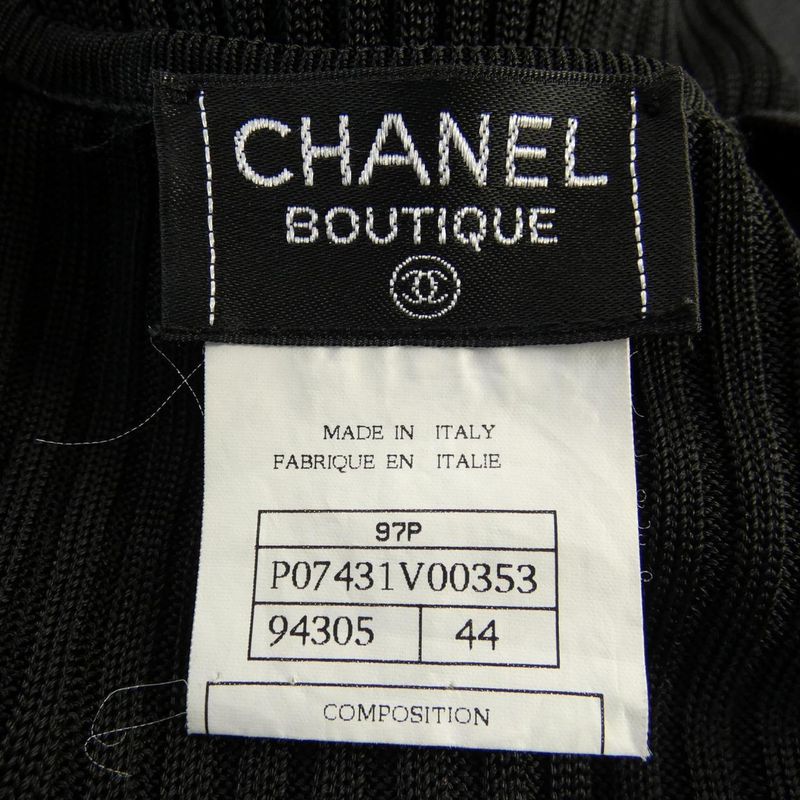 CHANEL
BOUTIQUE
MADE IN ITALY
FABRIQUE EN ITALIE
97P
P07431V00353
94305 44
COMPOSITION